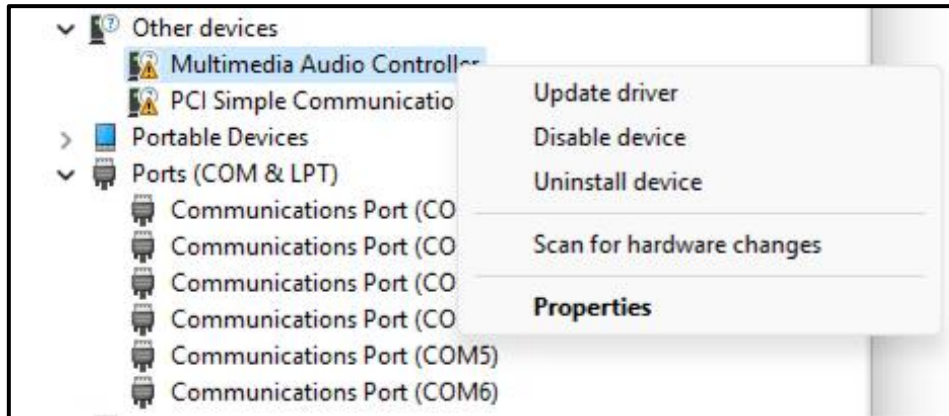 Other devices
Multimedia Audio Controller
PCI Simple Communicatio
Portable Devices
Ports (COM & LPT)
Communications Port (CO
Communications Port (CO
Communications Port (CO
Communications Port (CO
Communications Port (COM5)
Communications Port (COM6)
Update driver
Disable device
Uninstall device
Scan for hardware changes
Properties